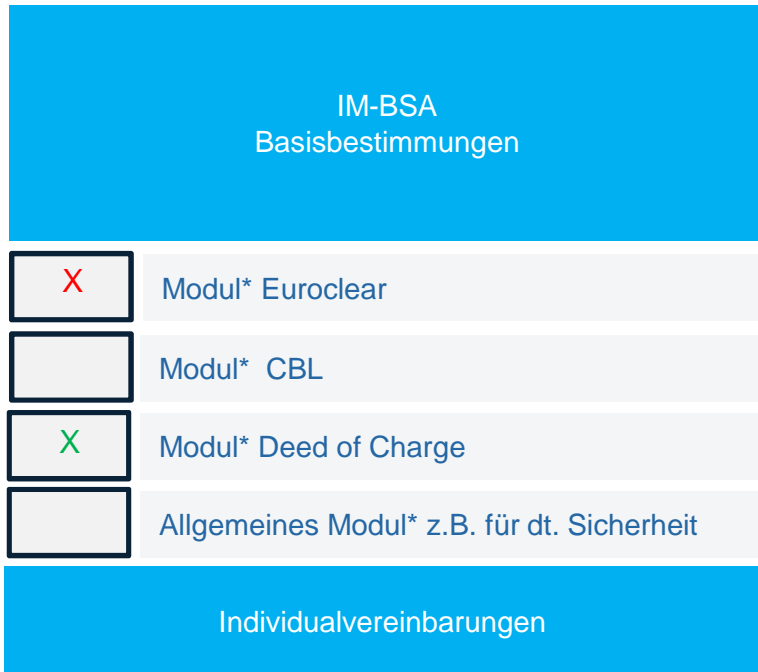 IM-BSA
Basisbestimmungen
X
Modul* Euroclear
Modul* CBL
X
Modul* Deed of Charge
Allgemeines Modul* z.B. für dt. Sicherheit
Individualvereinbarungen